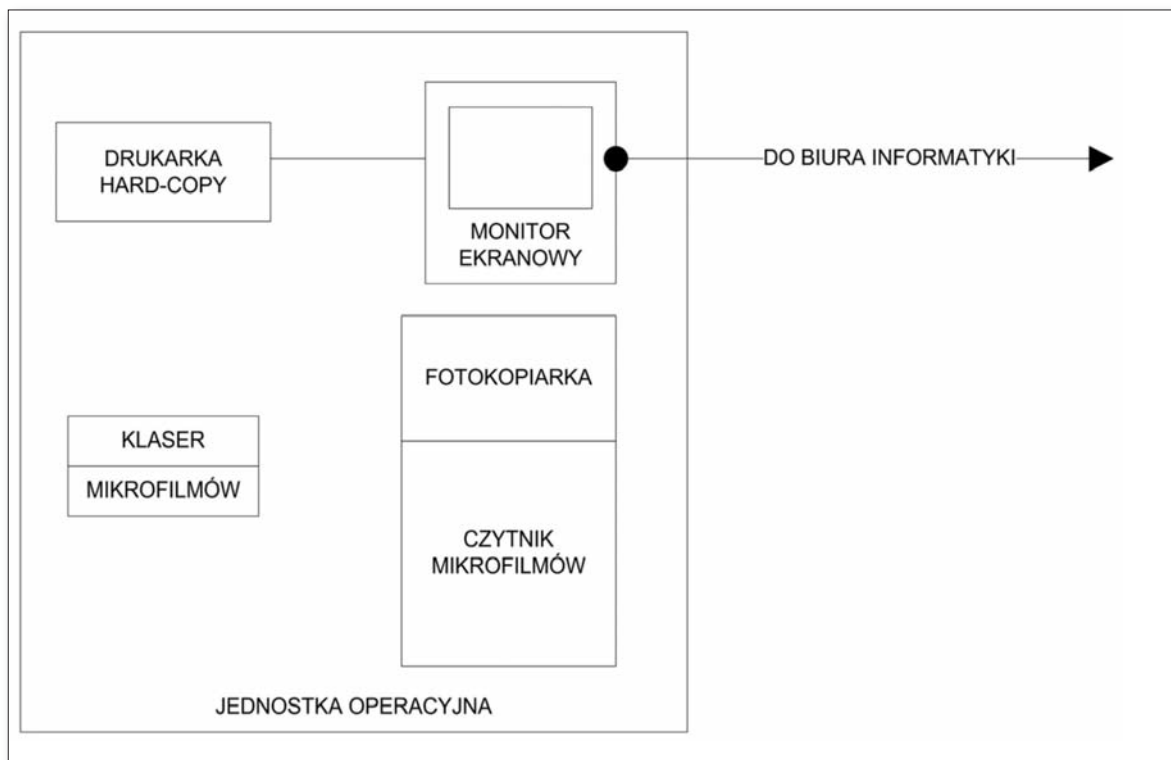 DRUKARKA
HARD-COPY
MONITOR
EKRANOWY
DO BIURA INFORMATYKI
FOTOKOPIARKA
KLASER
MIKROFILMÓW
CZYTNIK
MIKROFILMÓW
JEDNOSTKA OPERACYJNA